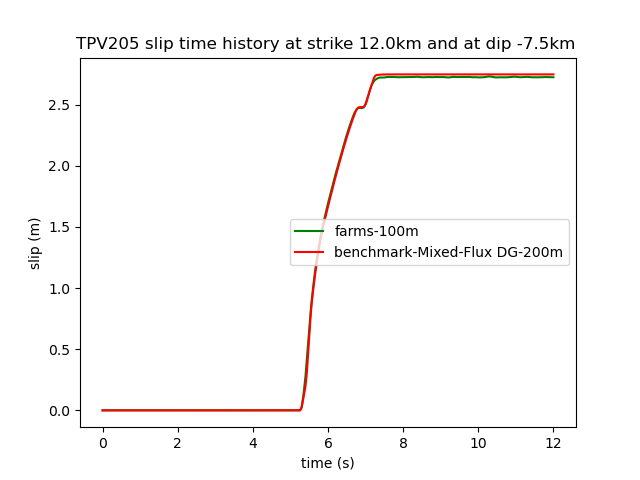 TPV205 slip time history at strike 12.0km and at dip -7.5km
slip (m)
2.5
2.0
1.5
1.0
0.5
0.0
farms-100m
benchmark-Mixed-Flux DG-200m
0 2 4 6 8 10 12
time (s)